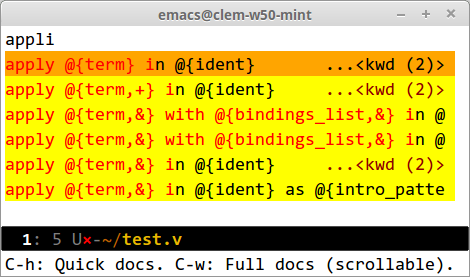 emacs@clem-w50-mint
appli
apply @{term} in @{ident} ...<kwd (2)>
apply @{term,+} in @{ident} ...<kwd (2)>
apply @{term,&} with @{bindings_list,&} in @
apply @{term,&} with @{bindings_list,&} in @
apply @{term,&} in @{ident} ...<kwd (2)>
apply @{term,&} in @{ident} as @{intro_patte
1: 5 U×-~/test.v
C-h: Quick docs. C-w: Full docs (scrollable).